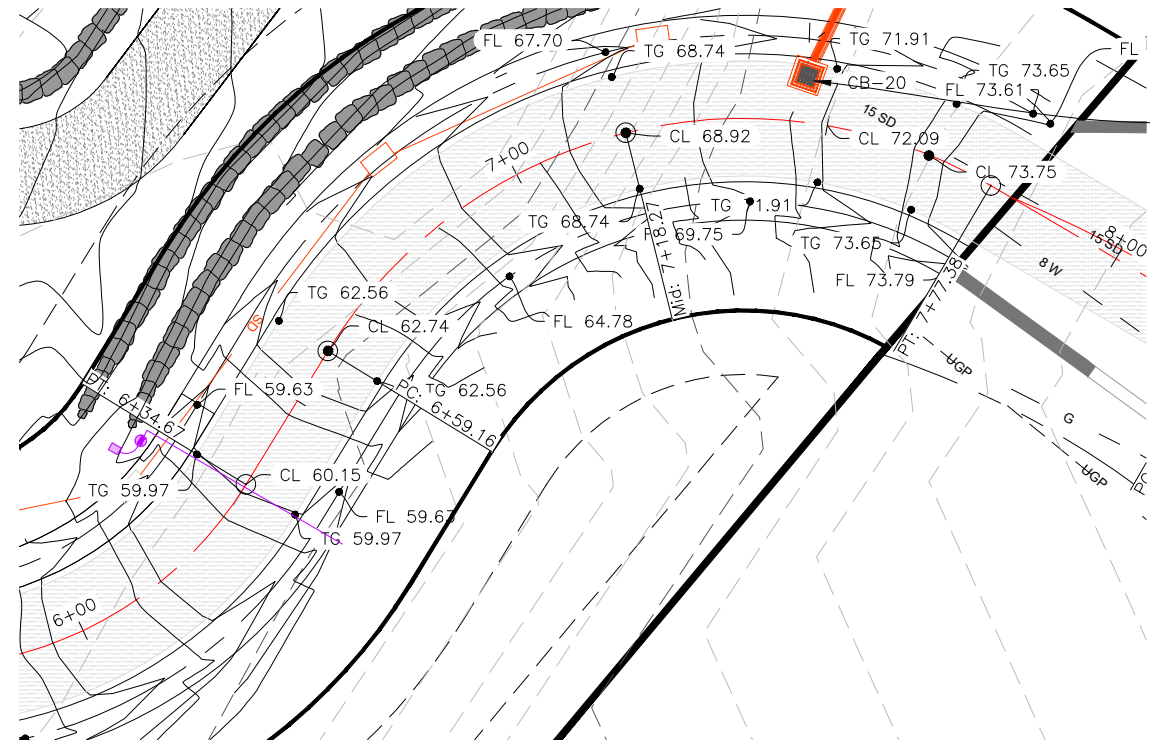 FL 67.70
TG 68.74
TG 71.91
FL
TG 73.65
FL 73.61
CB-20
15 SD
CL 68.92
CL 72.09
CL 73.75
7+00
TG 68.74
TG 71.91
FL 69.75
TG 73.65
8+00
15 SD
8 W
FL 73.79
Mid: 7+18.27
PT: 7+77.38
TG 62.56
SD
CL 62.74
FL 64.78
UGP
PT: 6+34.6
FL 59.63
PC: 6+59.16
TG 62.56
G
CL 60.15
UGP
PC
TG 59.97
FL 59.63
TG 59.97
6+00